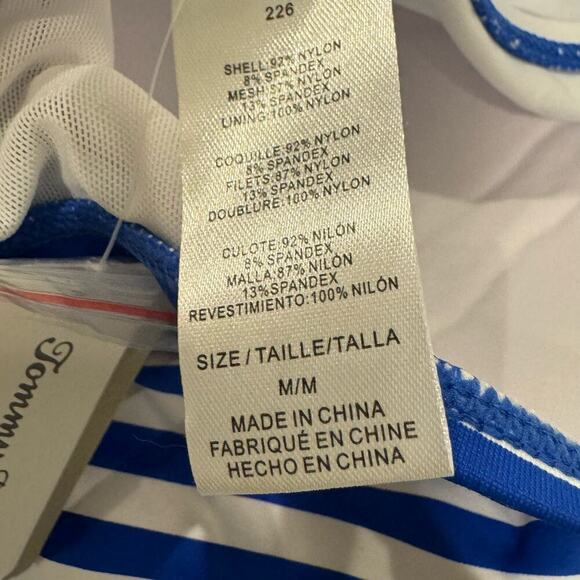 226
SHELL:92% NYLON
8% SPANDEX
MESH:87% NYLON
13% SPANDEX
LINING:100% NYLON
COQUILLE:92% NYLON
8% SPANDEX
FILETS:87% NYLON
13% SPANDEX
DOUBLURE:100% NYLON
CULOTE:92% NILÓN
8% SPANDEX
MALLA:87% NILÓN
13% SPANDEX
REVESTIMIENTO:100% NILÓN
SIZE / TAILLE/TALLA
M/M
MADE IN CHINA
FABRIQUÉ EN CHINE
HECHO EN CHINA
Tommy